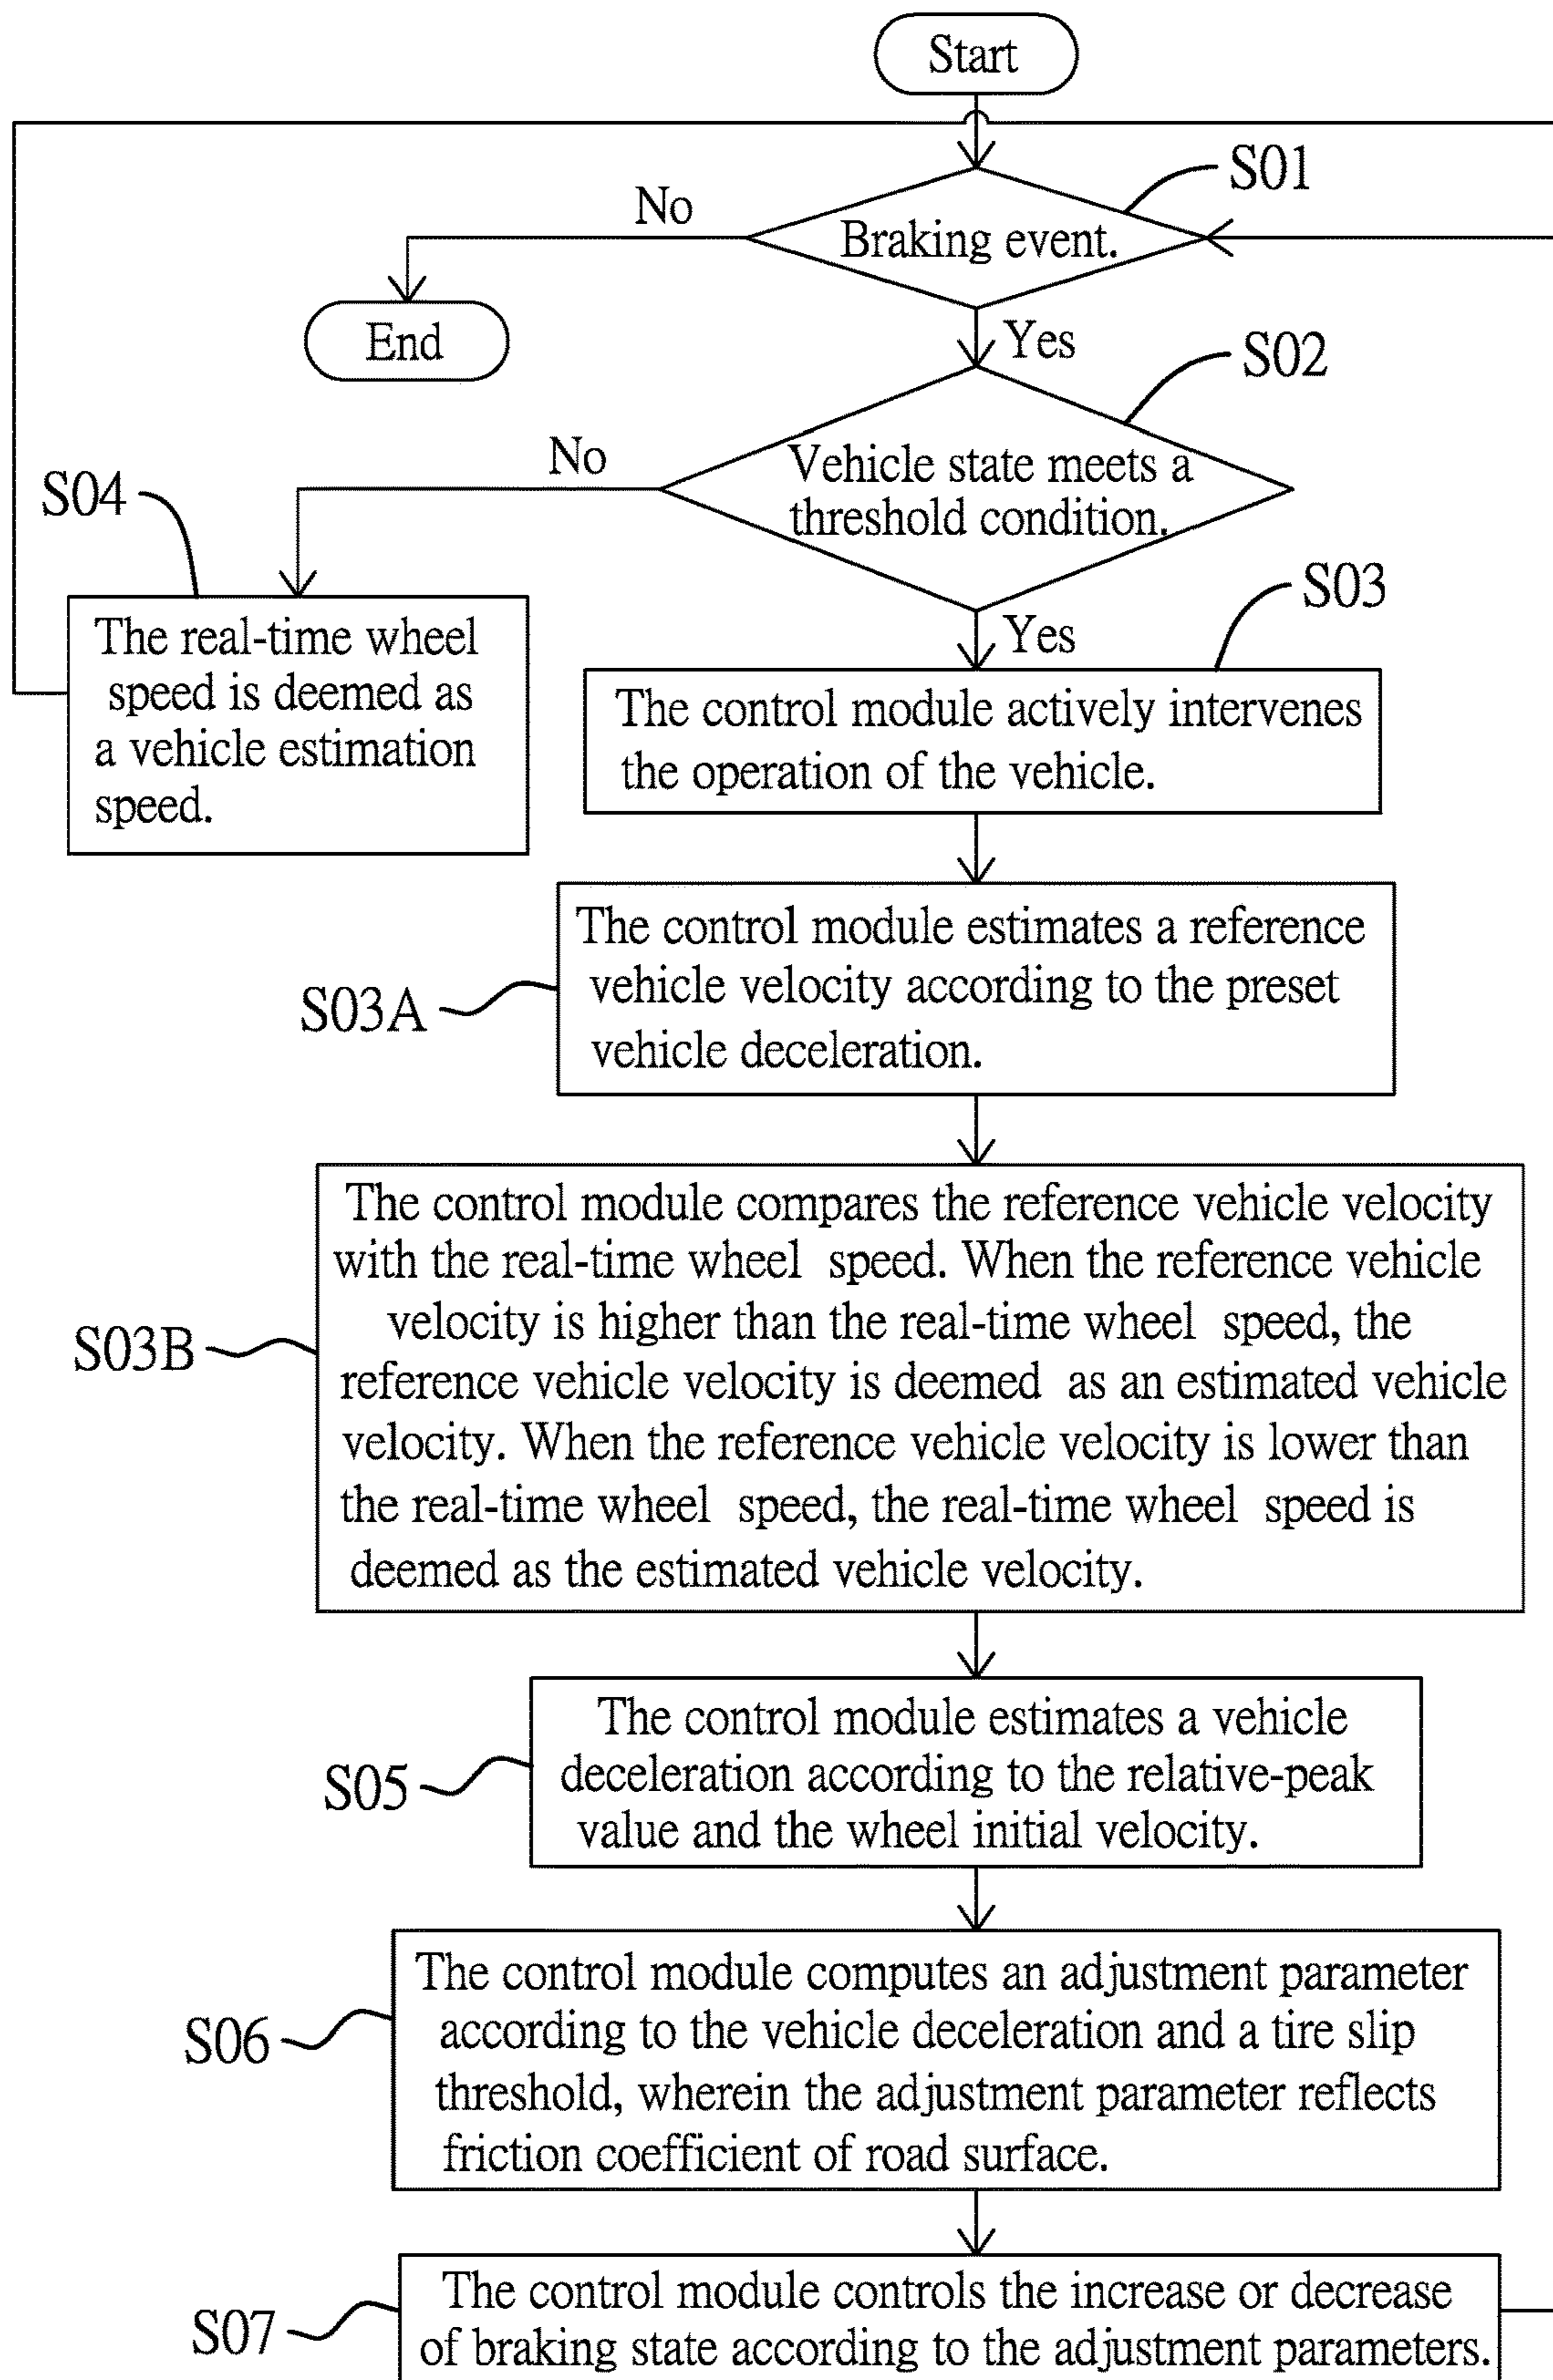 Start
S01
No
Braking event.
End
Yes
S02
No
Vehicle state meets a
threshold condition.
S04
S03
Yes
The real-time wheel
speed is deemed as
a vehicle estimation
speed.
The control module actively intervenes
the operation of the vehicle.
The control module estimates a reference
vehicle velocity according to the preset
vehicle deceleration.
S03A
The control module compares the reference vehicle velocity
with the real-time wheel speed. When the reference vehicle
velocity is higher than the real-time wheel speed, the
reference vehicle velocity is deemed as an estimated vehicle
velocity. When the reference vehicle velocity is lower than
the real-time wheel speed, the real-time wheel speed is
deemed as the estimated vehicle velocity.
S03B
The control module estimates a vehicle
deceleration according to the relative-peak
value and the wheel initial velocity.
S05
The control module computes an adjustment parameter
according to the vehicle deceleration and a tire slip
threshold, wherein the adjustment parameter reflects
friction coefficient of road surface.
S06
The control module controls the increase or decrease
of braking state according to the adjustment parameters.
S07